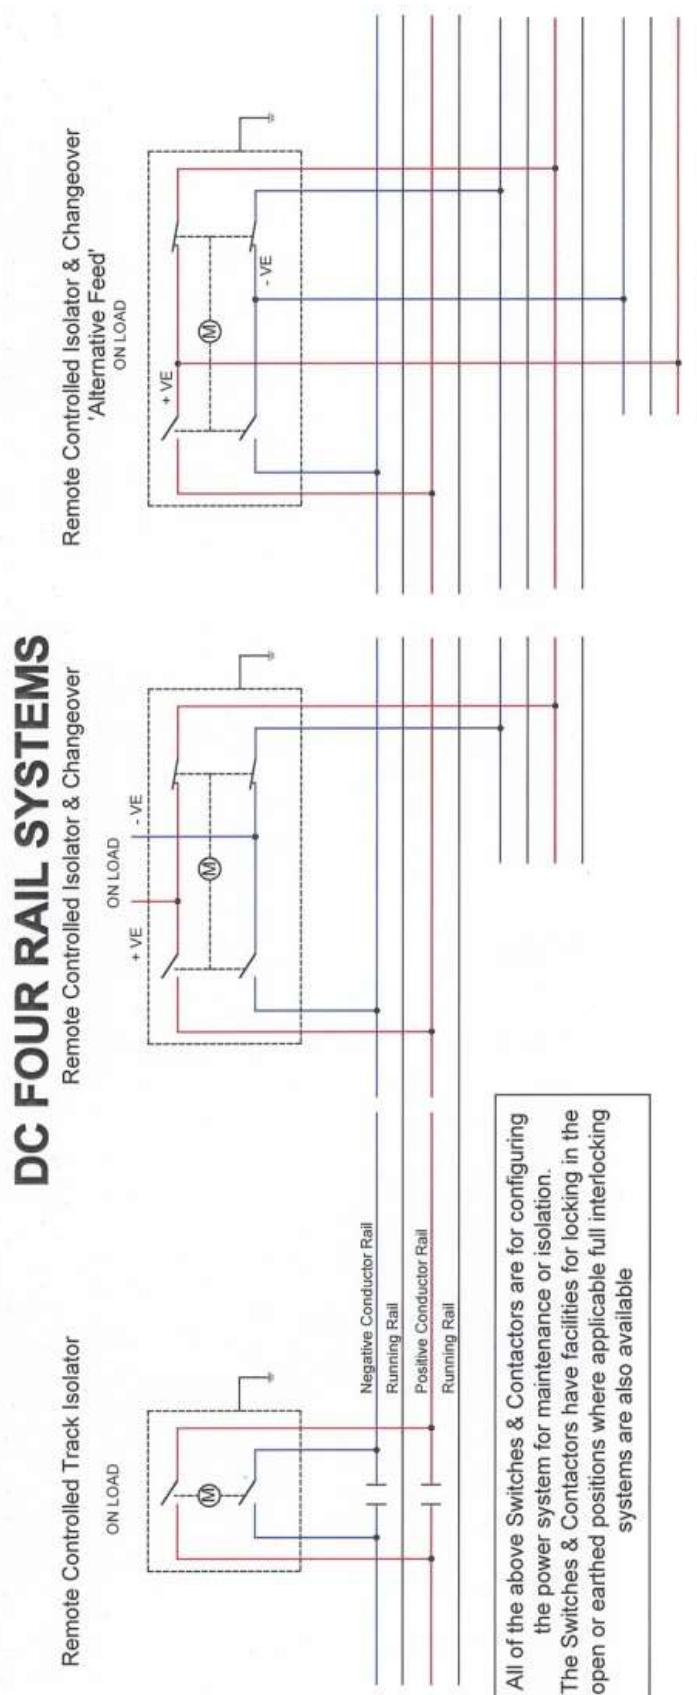 DC FOUR RAIL SYSTEMS
Remote Controlled Track Isolator
ON LOAD
M
Remote Controlled Isolator & Changeover
ON LOAD
+ VE
- VE
M
Remote Controlled Isolator & Changeover
'Alternative Feed'
ON LOAD
+ VE
- VE
M
Negative Conductor Rail
Running Rail
Positive Conductor Rail
Running Rail
All of the above Switches & Contactors are for configuring
the power system for maintenance or isolation.
The Switches & Contactors have facilities for locking in the
open or earthed positions where applicable full interlocking
systems are also available